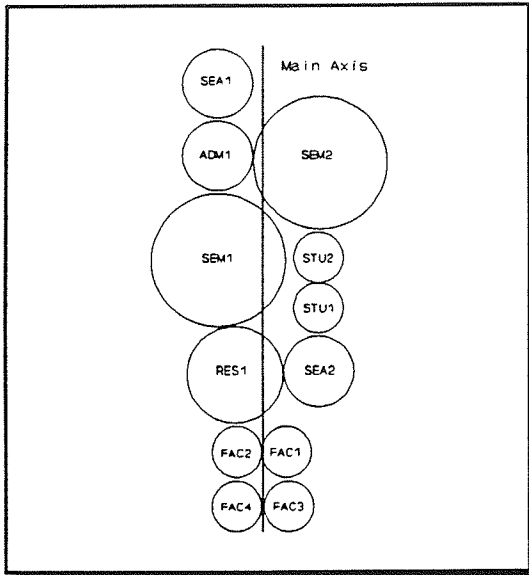 Main Axis
SEA1
ADM1
SEM2
SEM1
STU2
STU1
RES1
SEA2
FAC2
FAC1
FAC4
FAC3